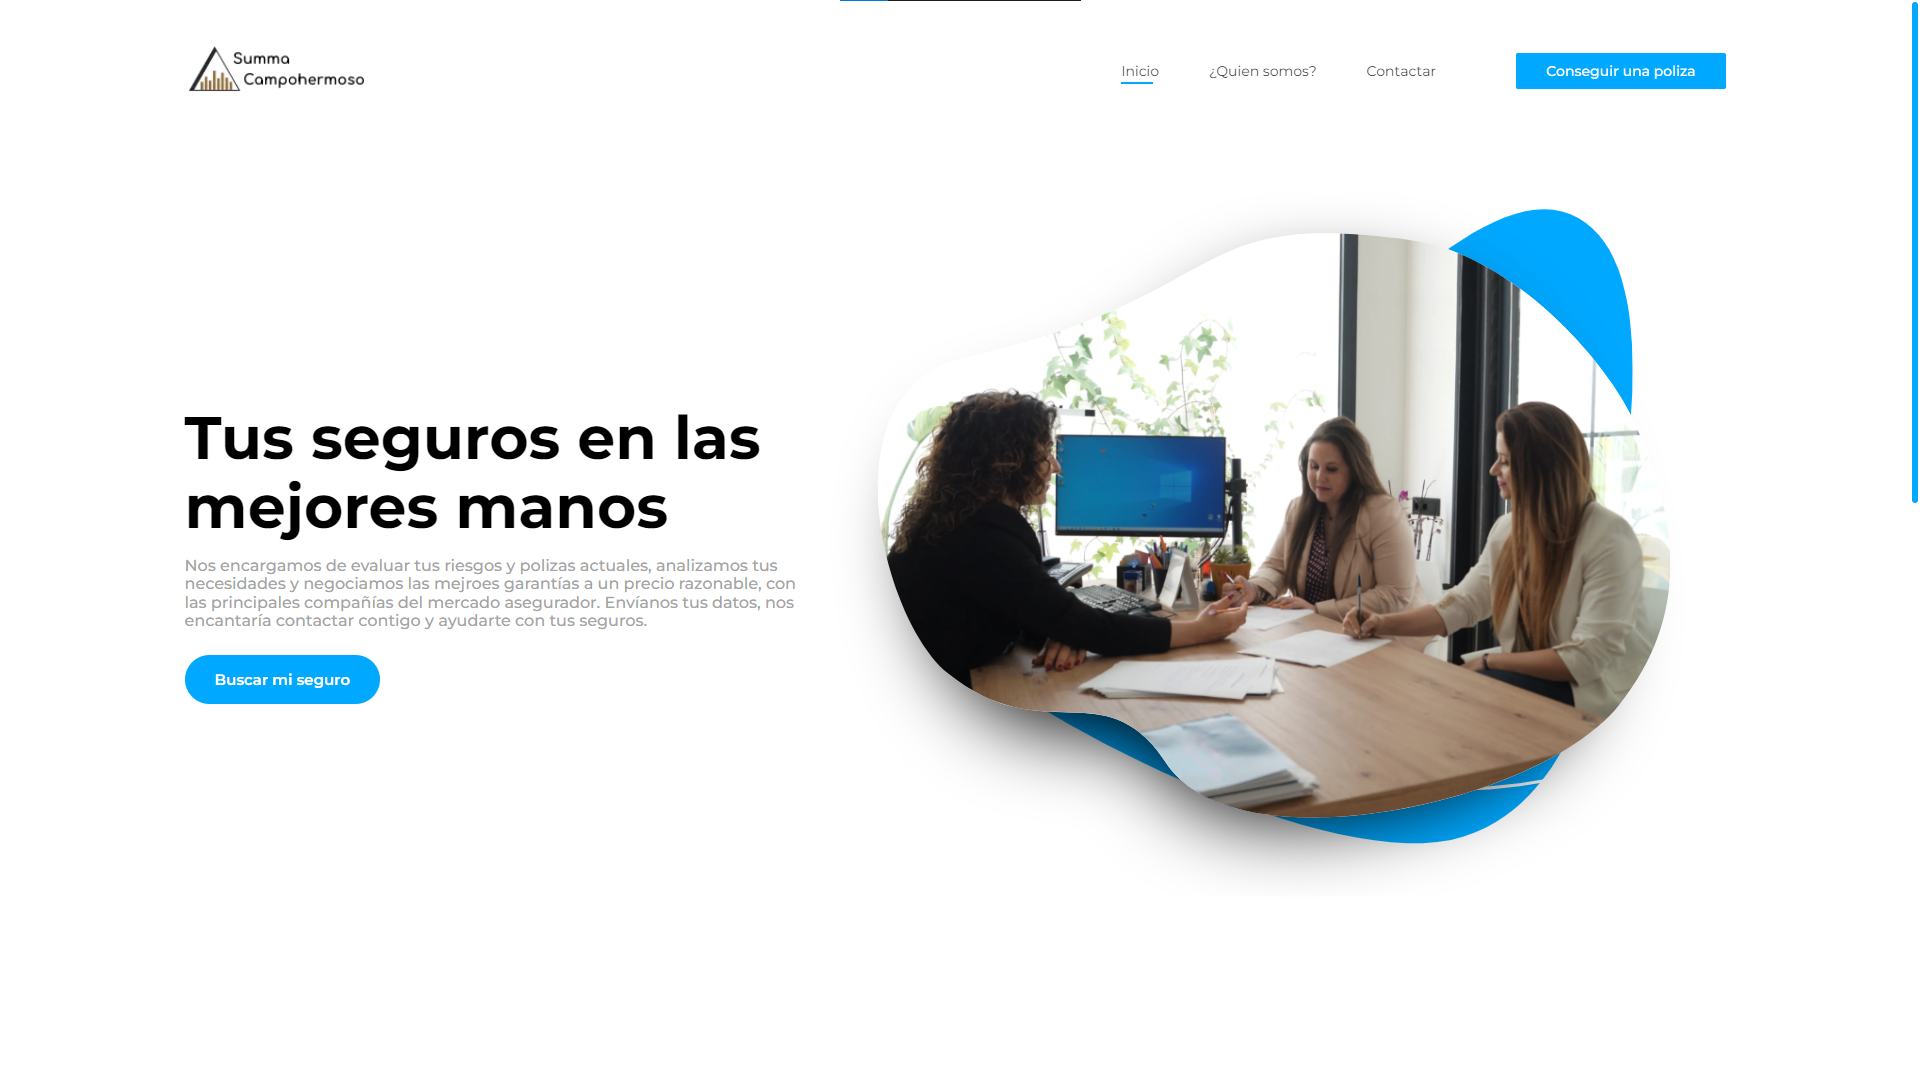 Summa
Campohermoso
Inicio
¿Quien somos?
Contactar
Conseguir una poliza
Tus seguros en las
mejores manos
Nos encargamos de evaluar tus riesgos y polizas actuales, analizamos tus
necesidades y negociamos las mejroes garantías a un precio razonable, con
las principales compañías del mercado asegurador. Envíanos tus datos, nos
encantaría contactar contigo y ayudarte con tus seguros.
Buscar mi seguro